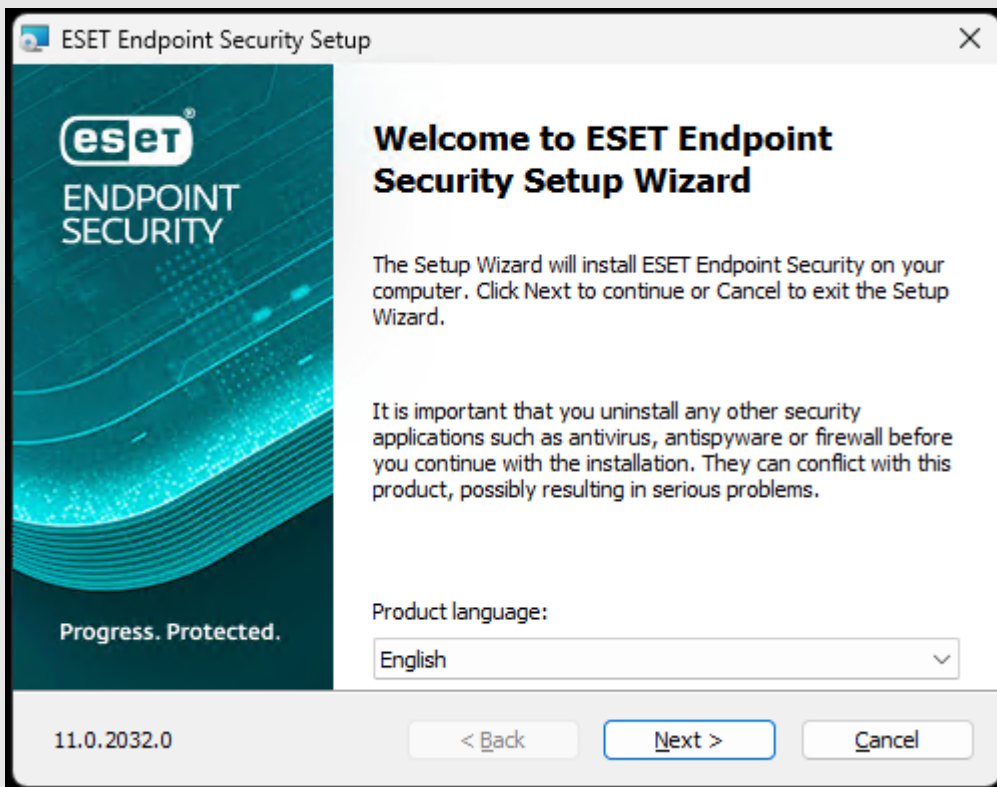 ESET Endpoint Security Setup
eset®
ENDPOINT
SECURITY
Progress. Protected.
Welcome to ESET Endpoint
Security Setup Wizard
The Setup Wizard will install ESET Endpoint Security on your
computer. Click Next to continue or Cancel to exit the Setup
Wizard.
It is important that you uninstall any other security
applications such as antivirus, antispyware or firewall before
you continue with the installation. They can conflict with this
product, possibly resulting in serious problems.
Product language:
English
11.0.2032.0
< Back
Next >
Cancel